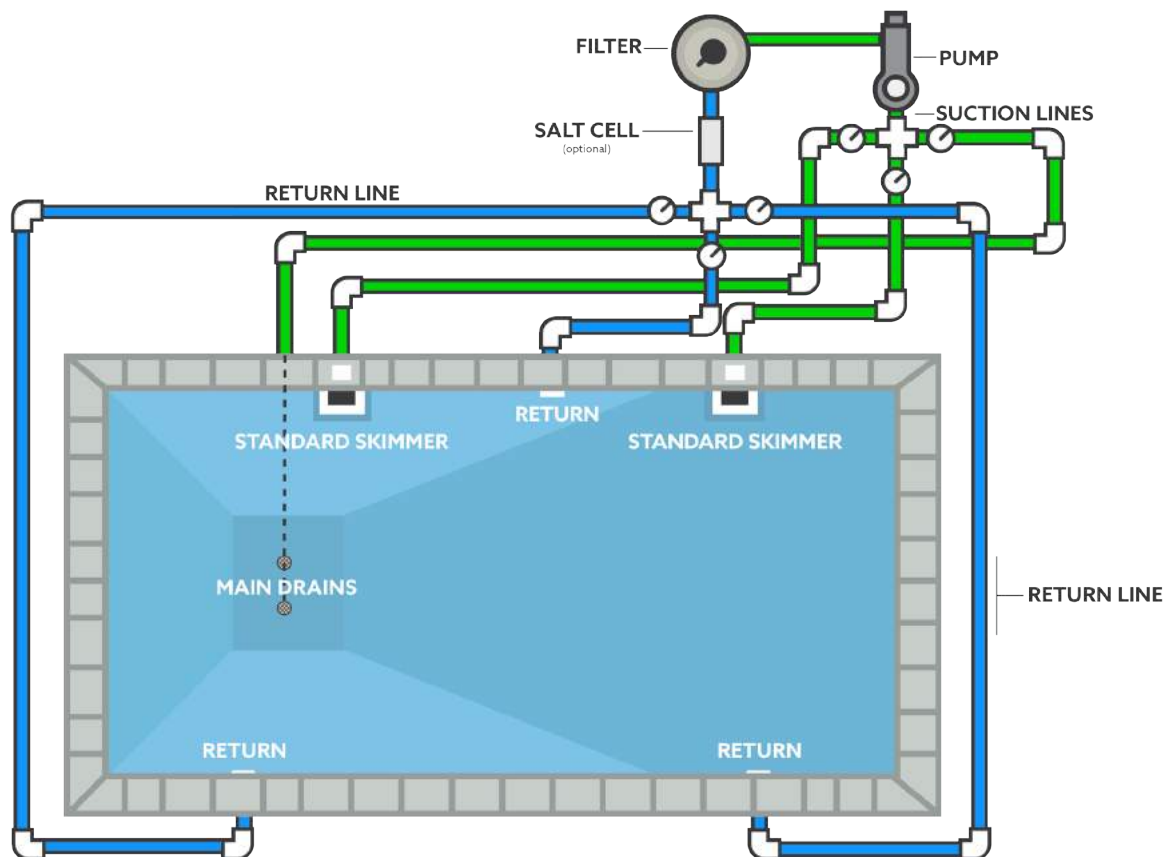 FILTER
PUMP
SUCTION LINES
SALT CELL
(optional)
RETURN LINE
RETURN
STANDARD SKIMMER
STANDARD SKIMMER
MAIN DRAINS
RETURN LINE
RETURN
RETURN